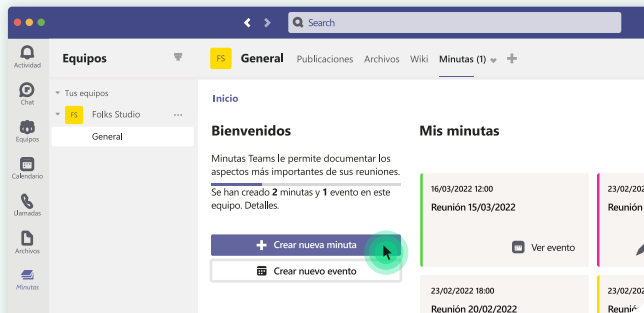 Search
Actividad
Chat
Equipos
Calendario
Llamadas
Archivos
Minutas
Equipos
Tus equipos
FS Folks Studio ...
General
FS General Publicaciones Archivos Wiki Minutas (1)
Inicio
Bienvenidos
Minutas Teams le permite documentar los
aspectos más importantes de sus reuniones.
Se han creado 2 minutas y 1 evento en este
equipo. Detalles.
Crear nueva minuta
Crear nuevo evento
Mis minutas
16/03/2022 12:00
Reunión 15/03/2022
Ver evento
23/02/2022 18:00
Reunión 20/02/2022
23/02/202
Reunión
23/02/202